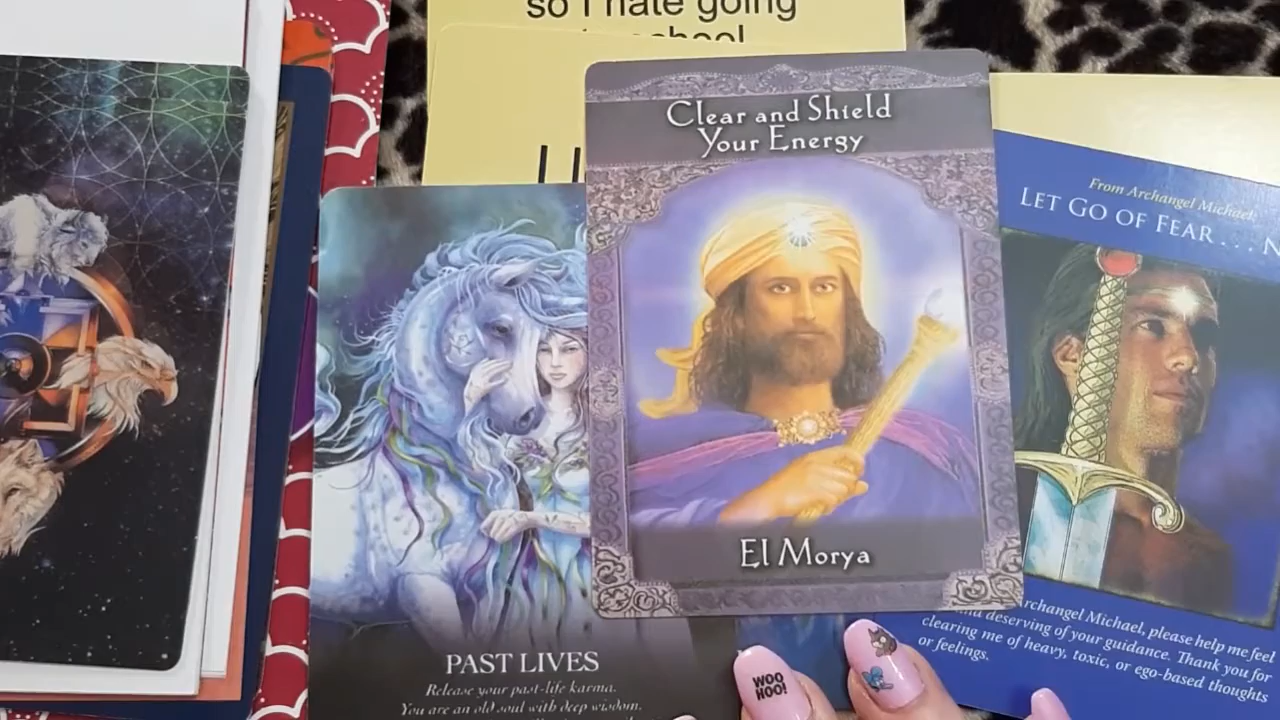 so I hate going
school
Clear and Shield
Your Energy
El Morya
From Archangel Michael:
LET GO OF FEAR . . . N
Archangel Michael, please help me feel
and deserving of your guidance. Thank you for
clearing me of heavy, toxic, or ego-based thoughts
or feelings.
PAST LIVES
Release your past-life karma.
You are an old soul with deep wisdom.
WOO
HOO!